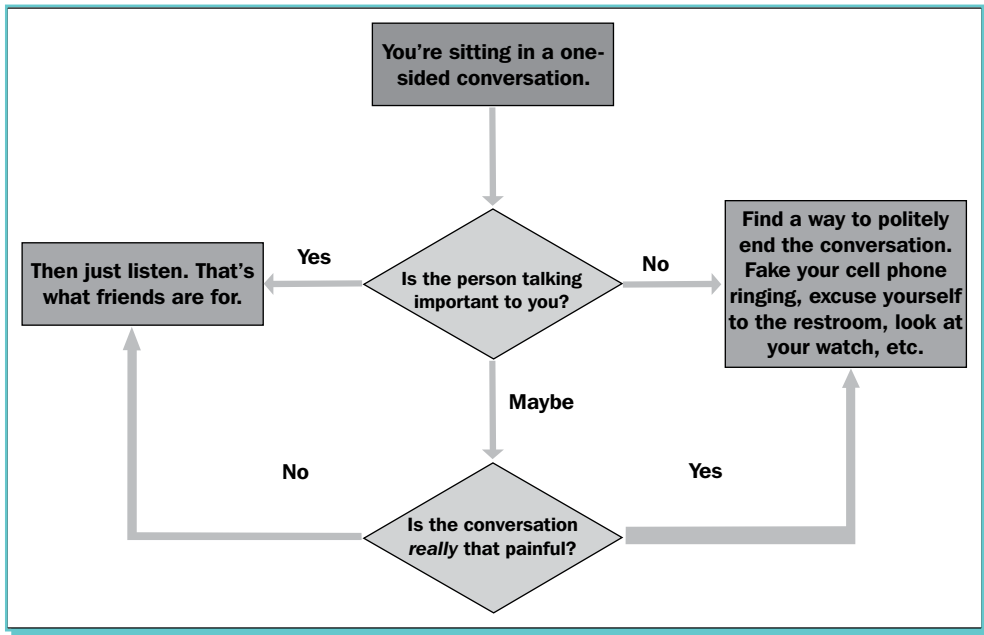 You're sitting in a one-
sided conversation.
Is the person talking
important to you?
Yes
Then just listen. That's
what friends are for.
No
Find a way to politely
end the conversation.
Fake your cell phone
ringing, excuse yourself
to the restroom, look at
your watch, etc.
Maybe
Is the conversation
really that painful?
No
Yes